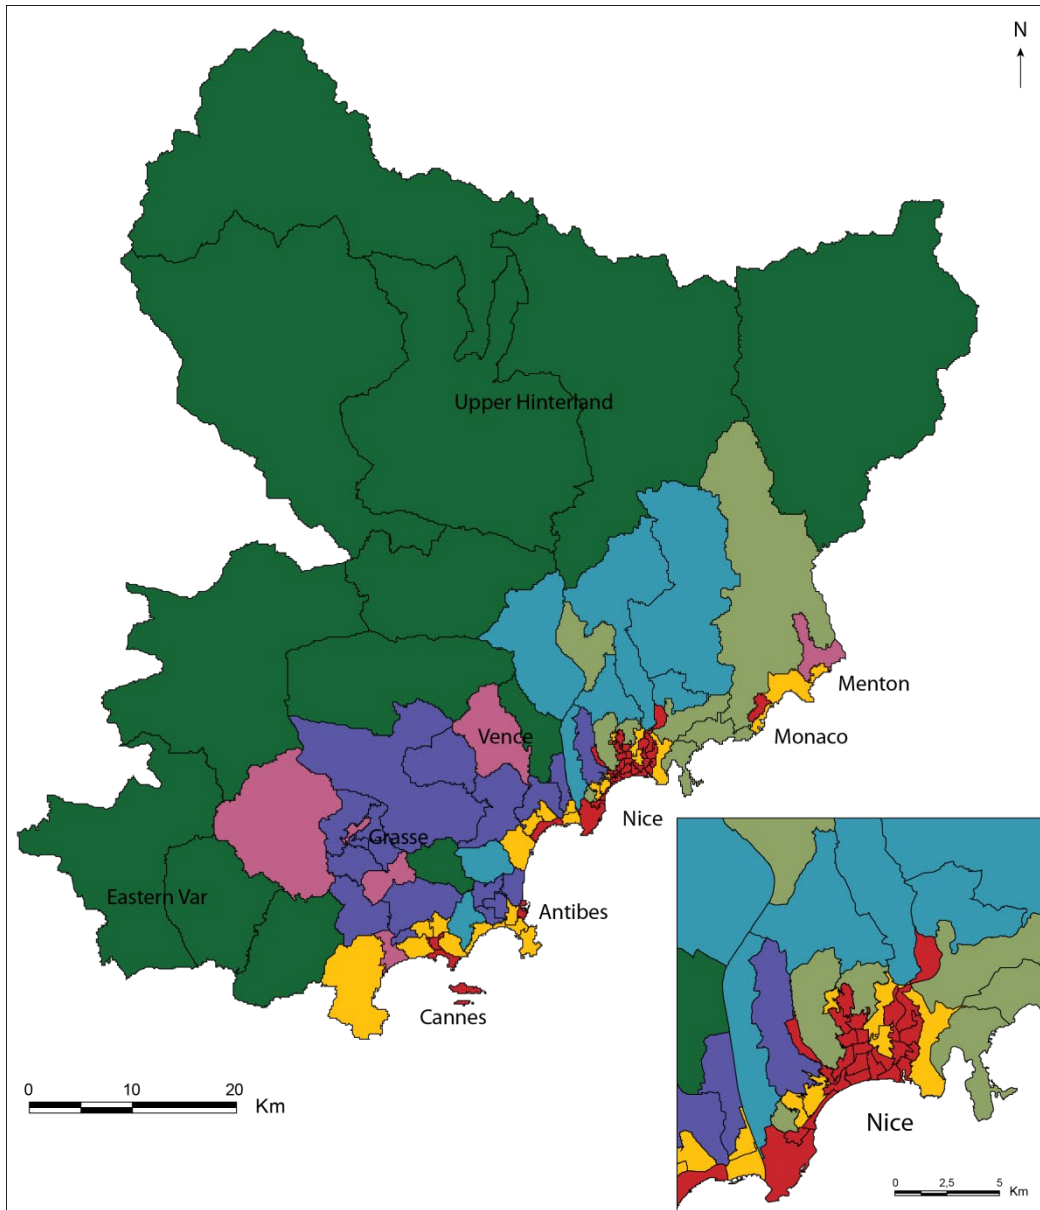 N
Upper Hinterland
Menton
Vence
Monaco
Nice
Grasse
Eastern Var
Antibes
Cannes
0 10 20 Km
Nice
0 2,5 5
Km